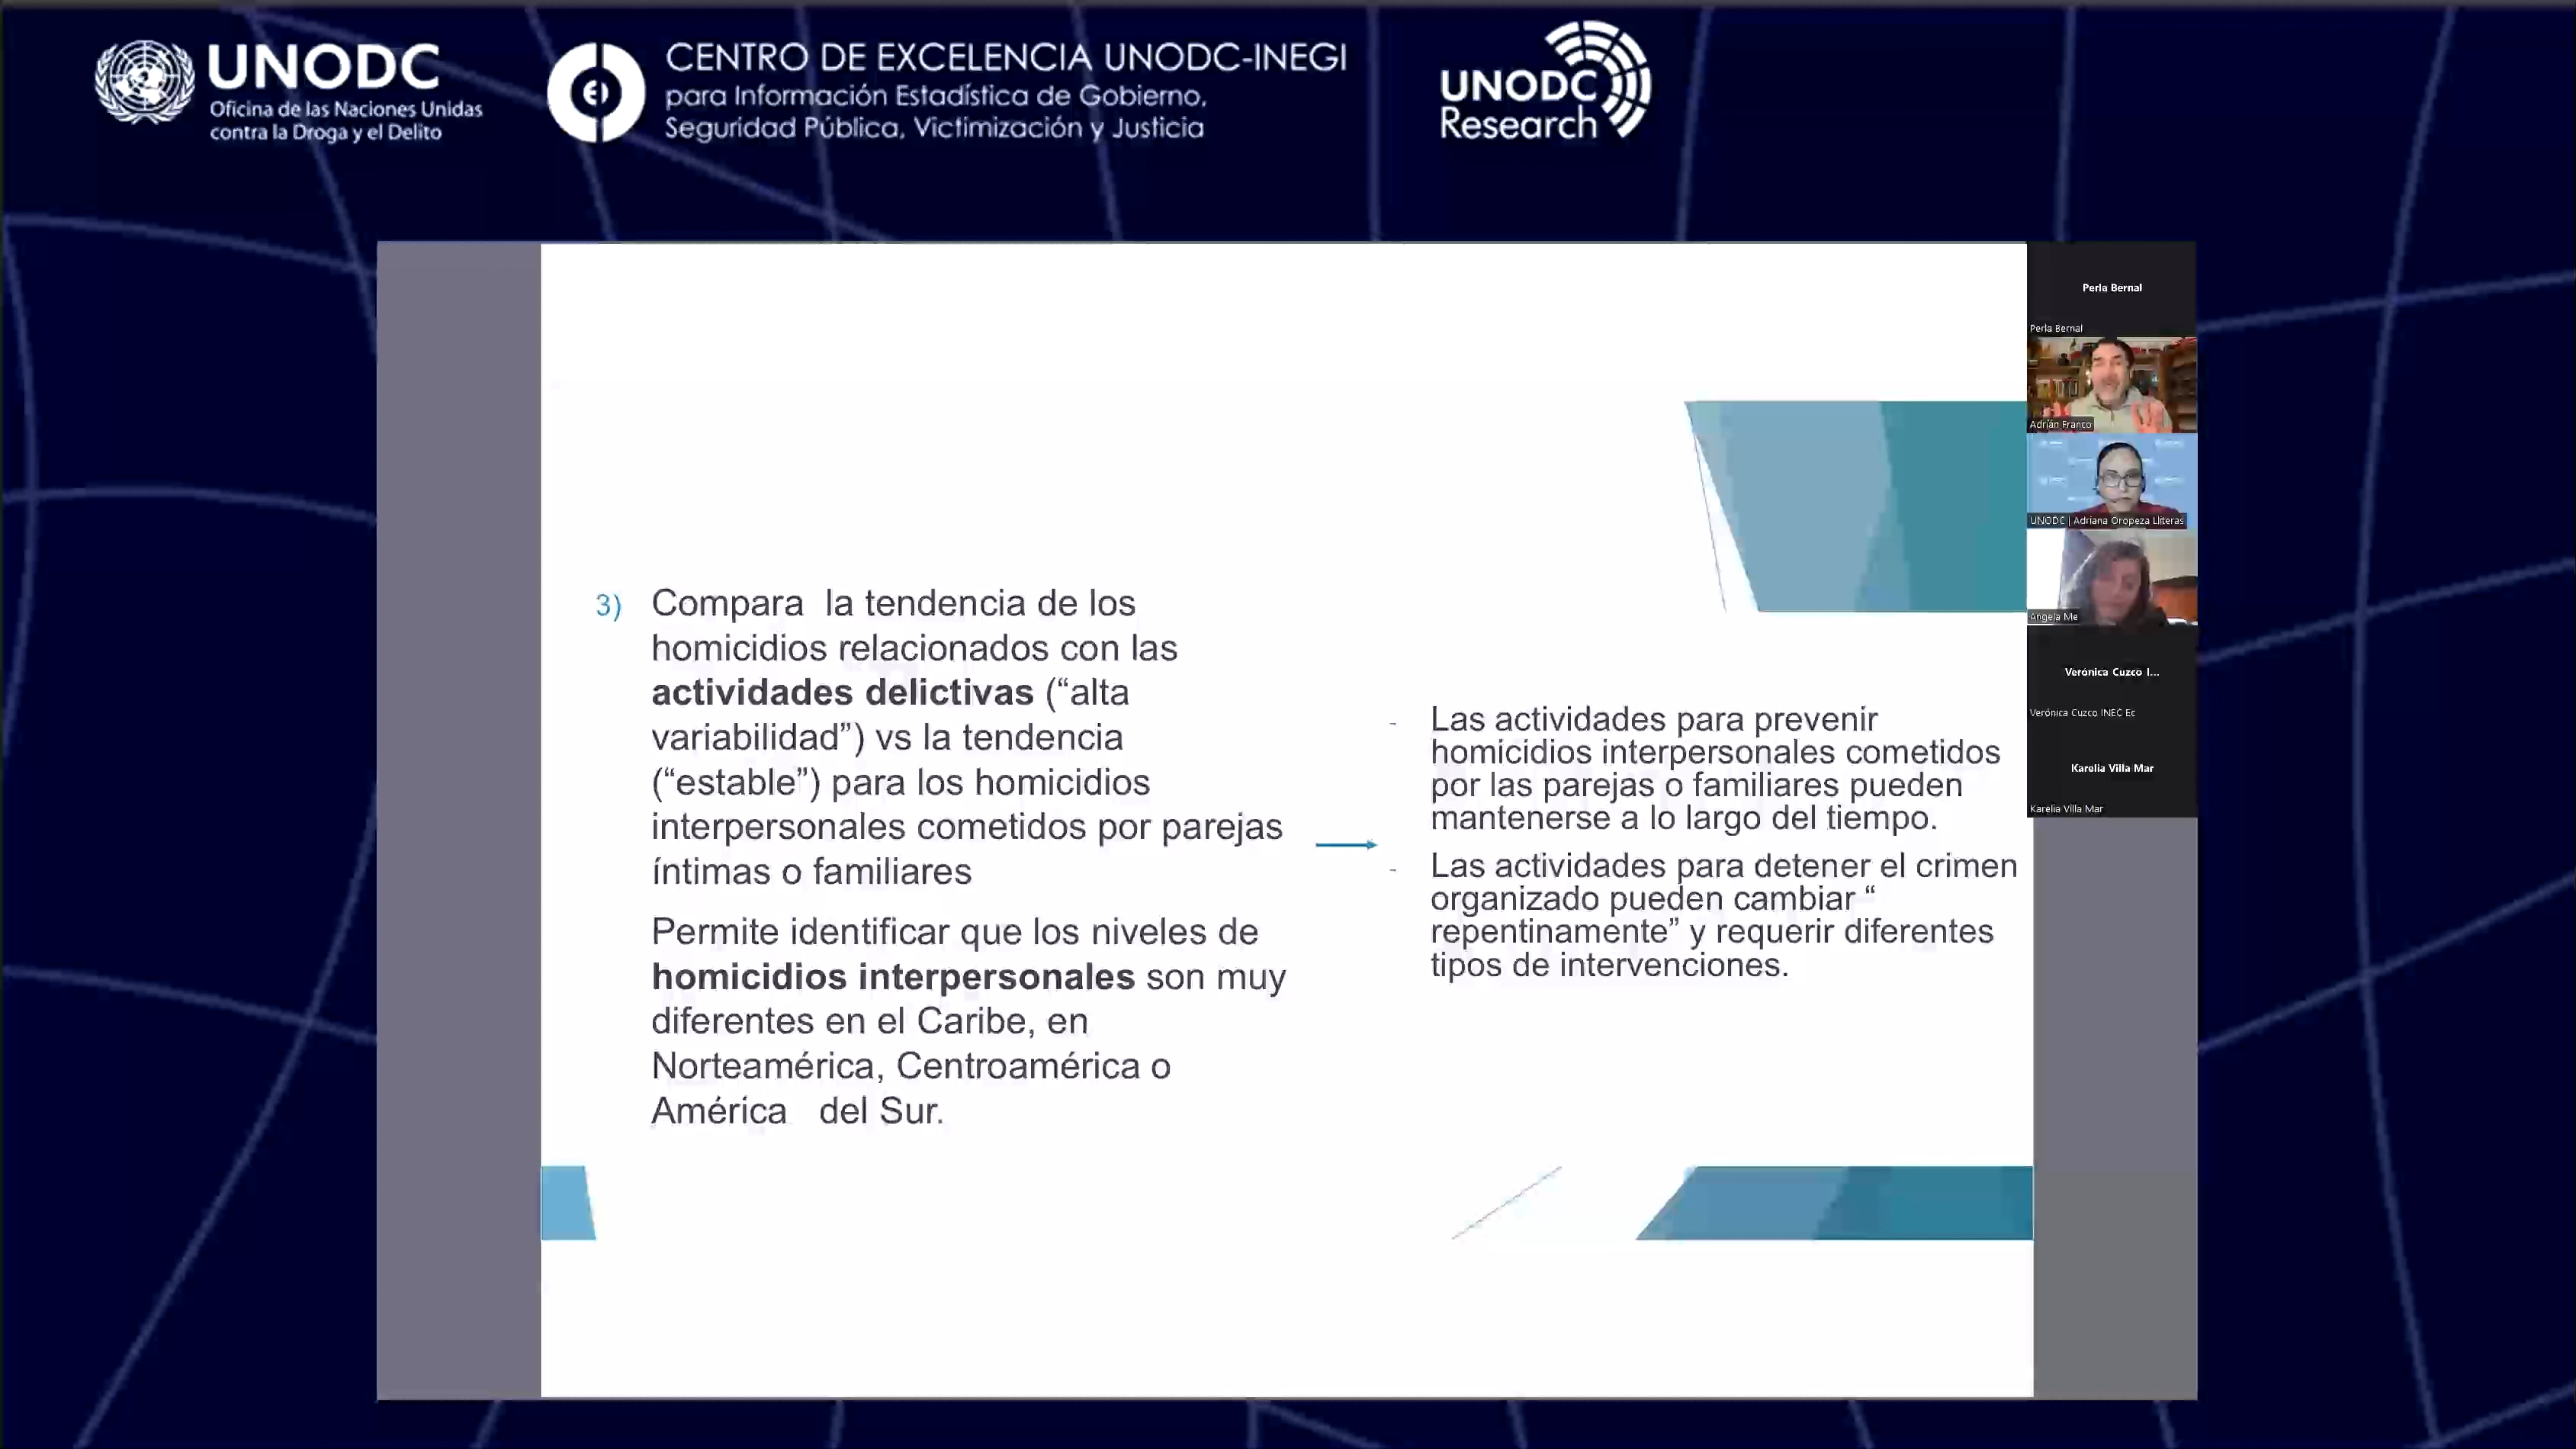 UNODC
Oficina de las Naciones Unidas
contra la Droga y el Delito
CENTRO DE EXCELENCIA UNODC-INEGI
para Información Estadística de Gobierno,
Seguridad Pública, Victimización y Justicia
UNODC
Research
3) Compara la tendencia de los
homicidios relacionados con las
actividades delictivas (“alta
variabilidad”) vs la tendencia
(“estable”) para los homicidios
interpersonales cometidos por parejas
íntimas o familiares
Permite identificar que los niveles de
homicidios interpersonales son muy
diferentes en el Caribe, en
Norteamérica, Centroamérica o
América del Sur.
- Las actividades para prevenir
homicidios interpersonales cometidos
por las parejas o familiares pueden
mantenerse a lo largo del tiempo.
- Las actividades para detener el crimen
organizado pueden cambiar “
repentinamente” y requerir diferentes
tipos de intervenciones.
Perla Bernal
Perla Bernal
Adrián Franco
UNODC | Adriana Oropeza Lliteras
Angela Me
Verónica Cuzco I...
Verónica Cuzco INEC Ec
Karelia Villa Mar
Karelia Villa Mar